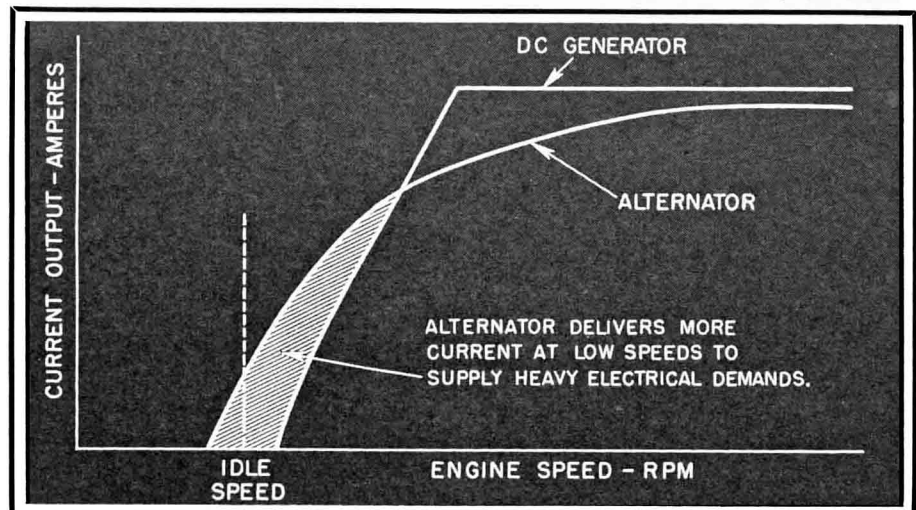 DC GENERATOR
ALTERNATOR
ALTERNATOR DELIVERS MORE
CURRENT AT LOW SPEEDS TO
SUPPLY HEAVY ELECTRICAL DEMANDS.
CURRENT OUTPUT-AMPERES
IDLE
SPEED
ENGINE SPEED - RPM